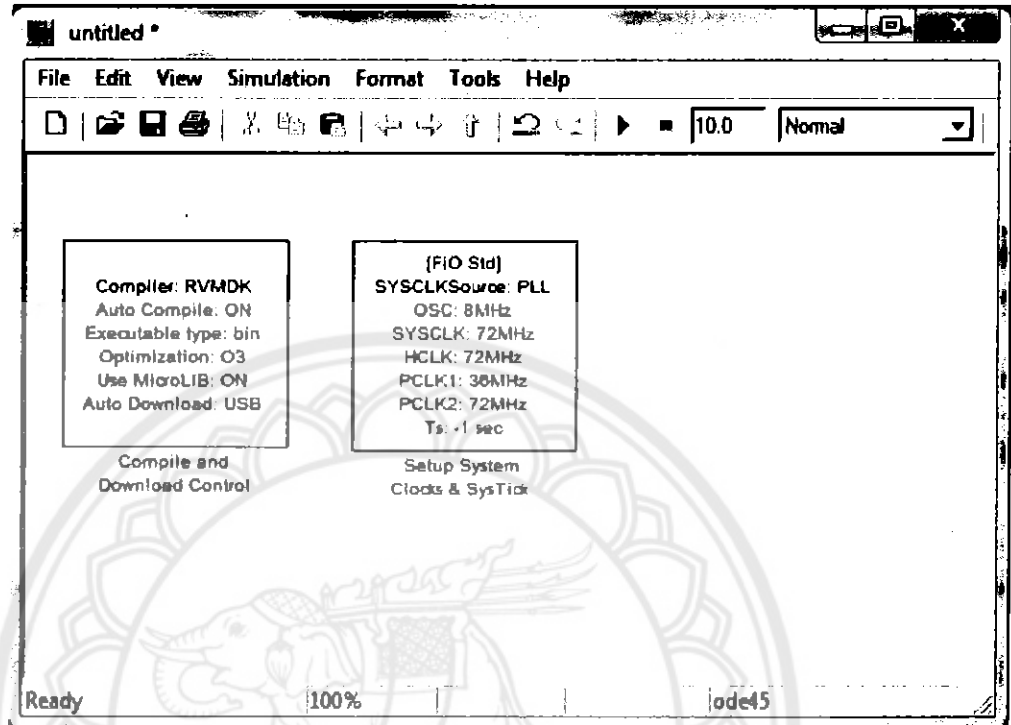 untitled *
X
File Edit View Simulation Format Tools Help
10.0 Normal
Compiler: RVMDK
Auto Compile: ON
Executable type: bin
Optimization: O3
Use MicroLIB: ON
Auto Download: USB
Compile and
Download Control
[FiO Std]
SYSCLKSource: PLL
OSC: 8MHz
SYSCLK: 72MHz
HCLK: 72MHz
PCLK1: 36MHz
PCLK2: 72MHz
Ts: -1 sec
Setup System
Clocks & SysTick
Ready 100% ode45